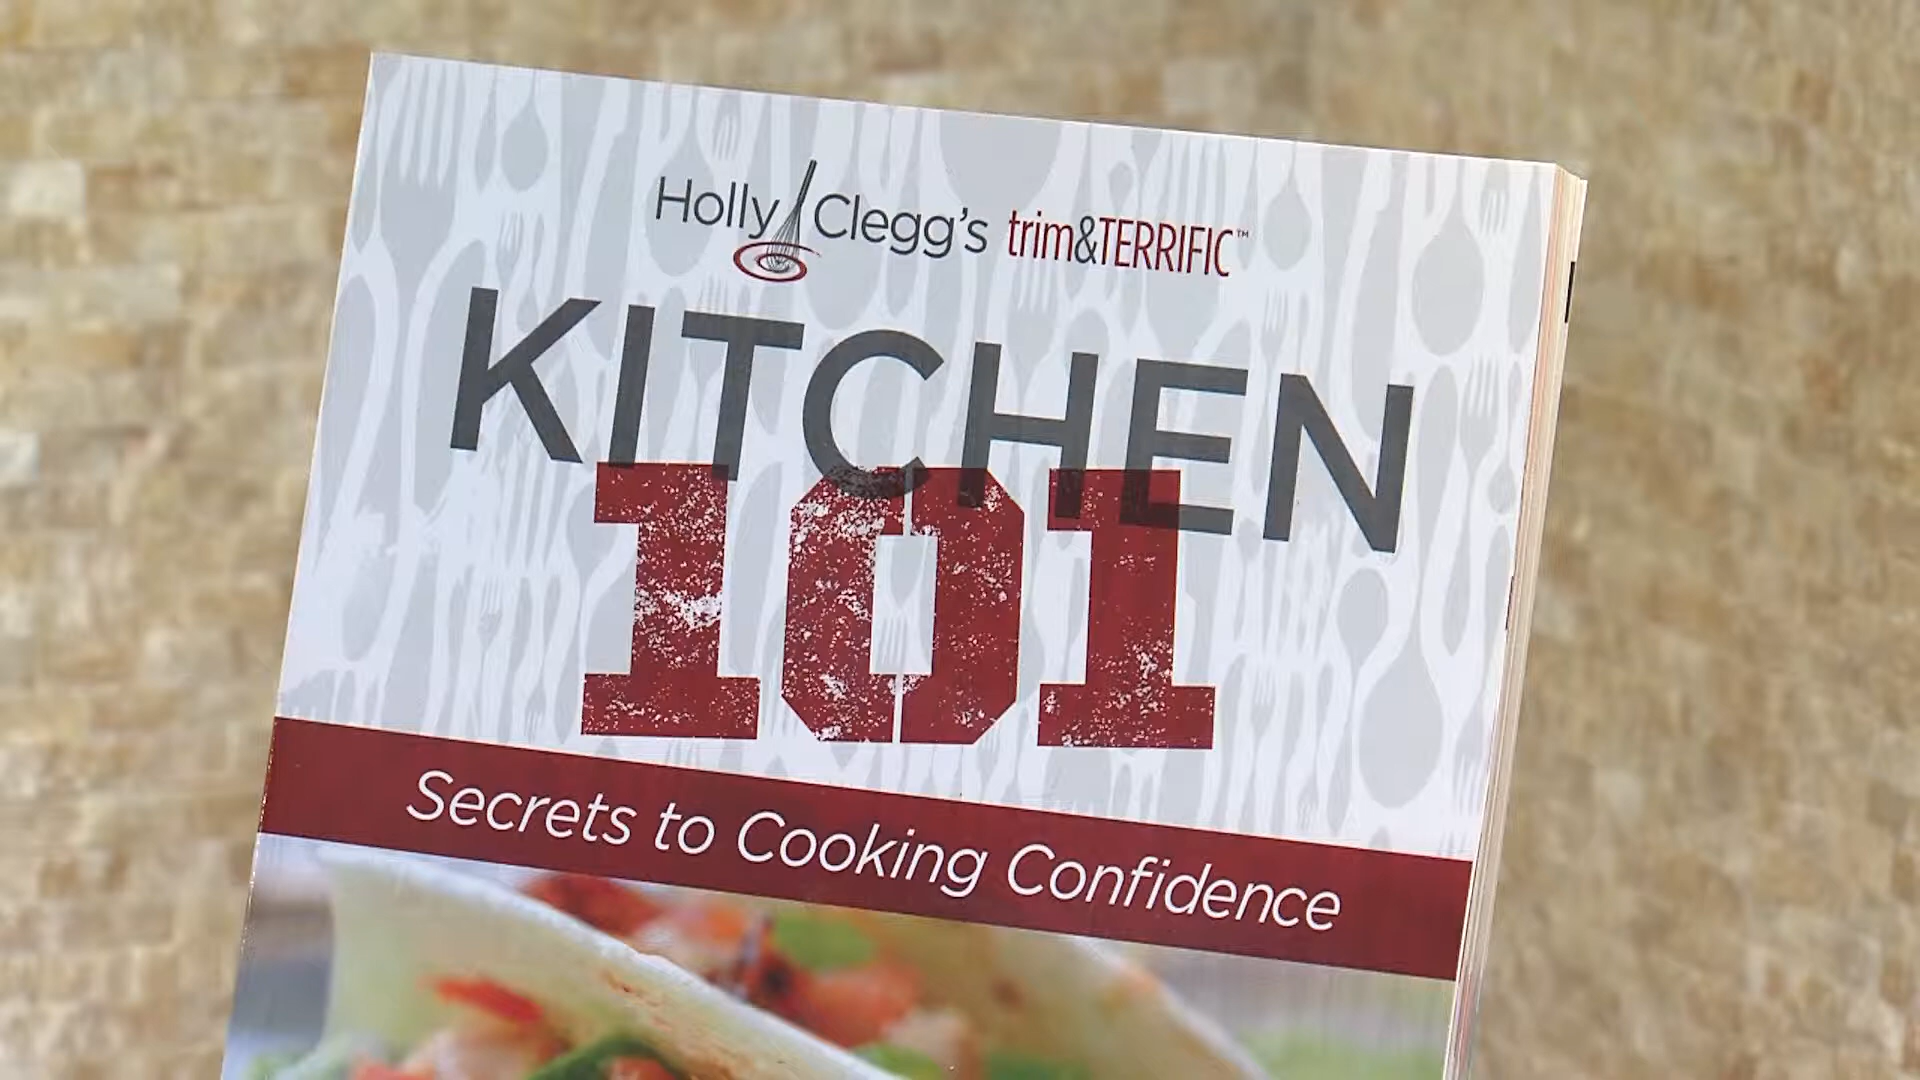 Holly Clegg's trim&TERRIFIC™
KITCHEN
101
Secrets to Cooking Confidence